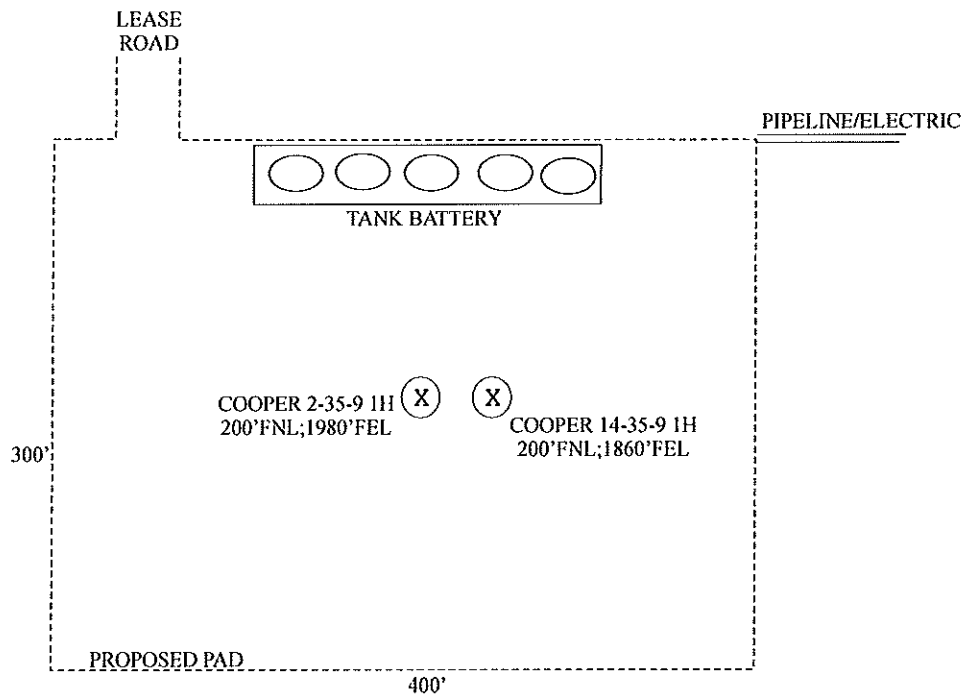 LEASE
ROAD
PIPELINE/ELECTRIC
TANK BATTERY
COOPER 2-35-9 1H
200'FNL;1980'FEL
X
X
COOPER 14-35-9 1H
200'FNL;1860'FEL
300'
PROPOSED PAD
400'